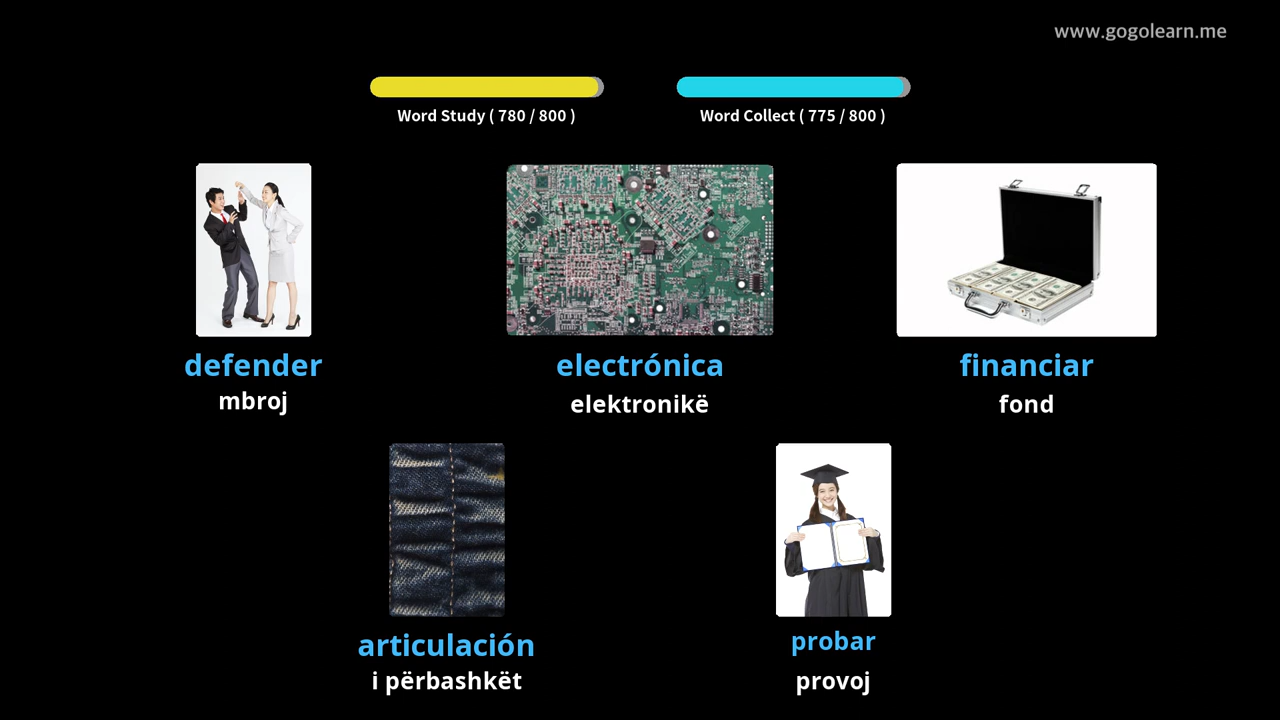 www.gogolearn.me
Word Study ( 780 / 800 )
Word Collect ( 775 / 800 )
defender
mbroj
electrónica
elektronikë
financiar
fond
articulación
i përbashkët
probar
provoj